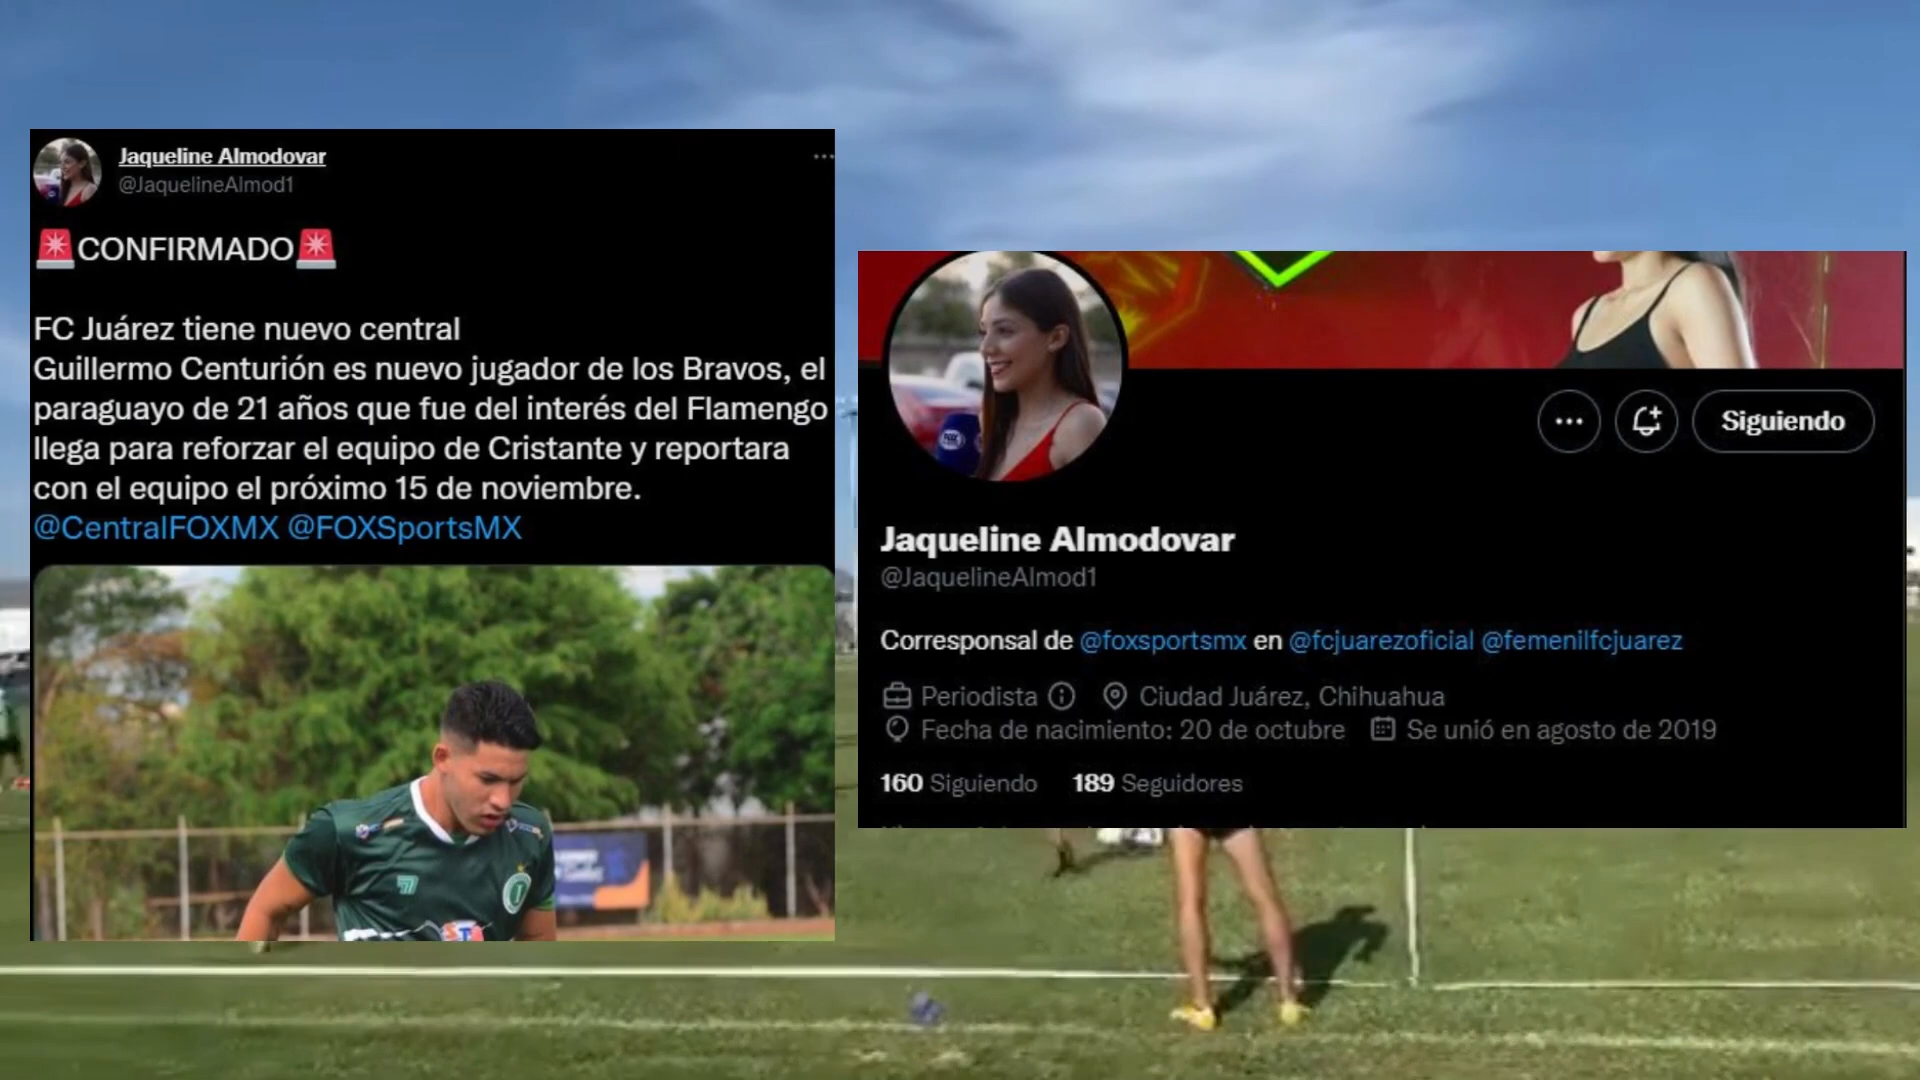 Jaqueline Almodovar
@JaquelineAlmod1
🚨CONFIRMADO🚨
FC Juárez tiene nuevo central
Guillermo Centurión es nuevo jugador de los Bravos, el
paraguayo de 21 años que fue del interés del Flamengo
llega para reforzar el equipo de Cristante y reportara
con el equipo el próximo 15 de noviembre.
@CentralFOXMX @FOXSportsMX
Siguiendo
Jaqueline Almodovar
@JaquelineAlmod1
Corresponsal de @foxsportsmx en @fcjuarezoficial @femenilfcjuarez
Periodista Ciudad Juárez, Chihuahua
Fecha de nacimiento: 20 de octubre Se unió en agosto de 2019
160 Siguiendo 189 Seguidores